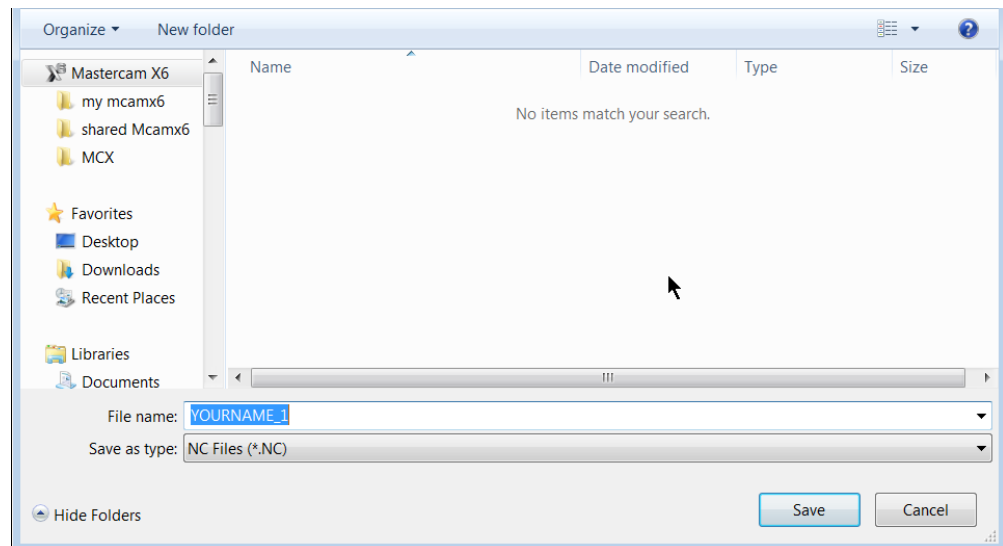 Organize New folder
Mastercam X6
my mcamx6
shared Mcamx6
MCX
Favorites
Desktop
Downloads
Recent Places
Libraries
Documents
Name Date modified Type Size
No items match your search.
File name: YOURNAME_1
Save as type: NC Files (*.NC)
Hide Folders Save Cancel